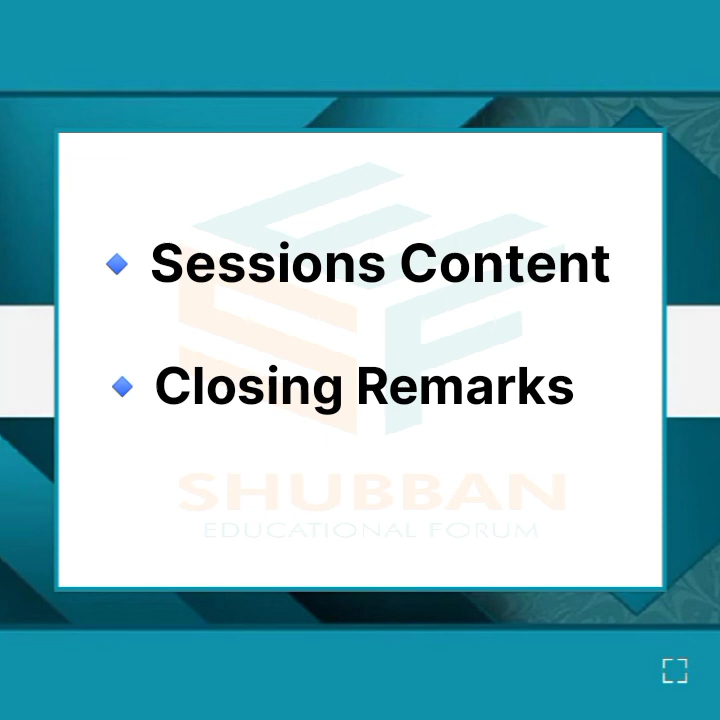 🔹 Sessions Content
🔹 Closing Remarks
SHUBBAN
EDUCATIONAL FORUM